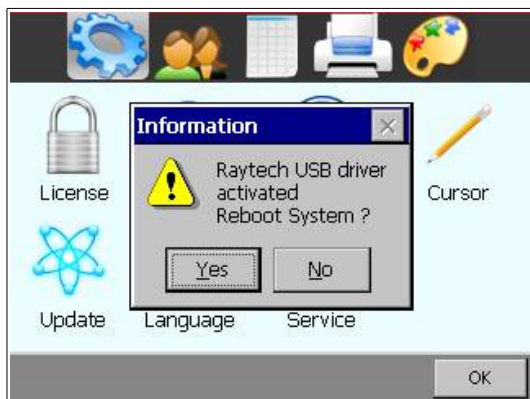 Information
Raytech USB driver
activated
Reboot System ?
Yes
No
License
Cursor
Update
Language
Service
OK